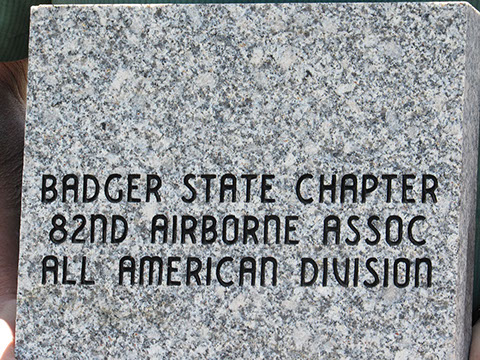 BADGER STATE CHAPTER
82ND AIRBORNE ASSOC
ALL AMERICAN DIVISION